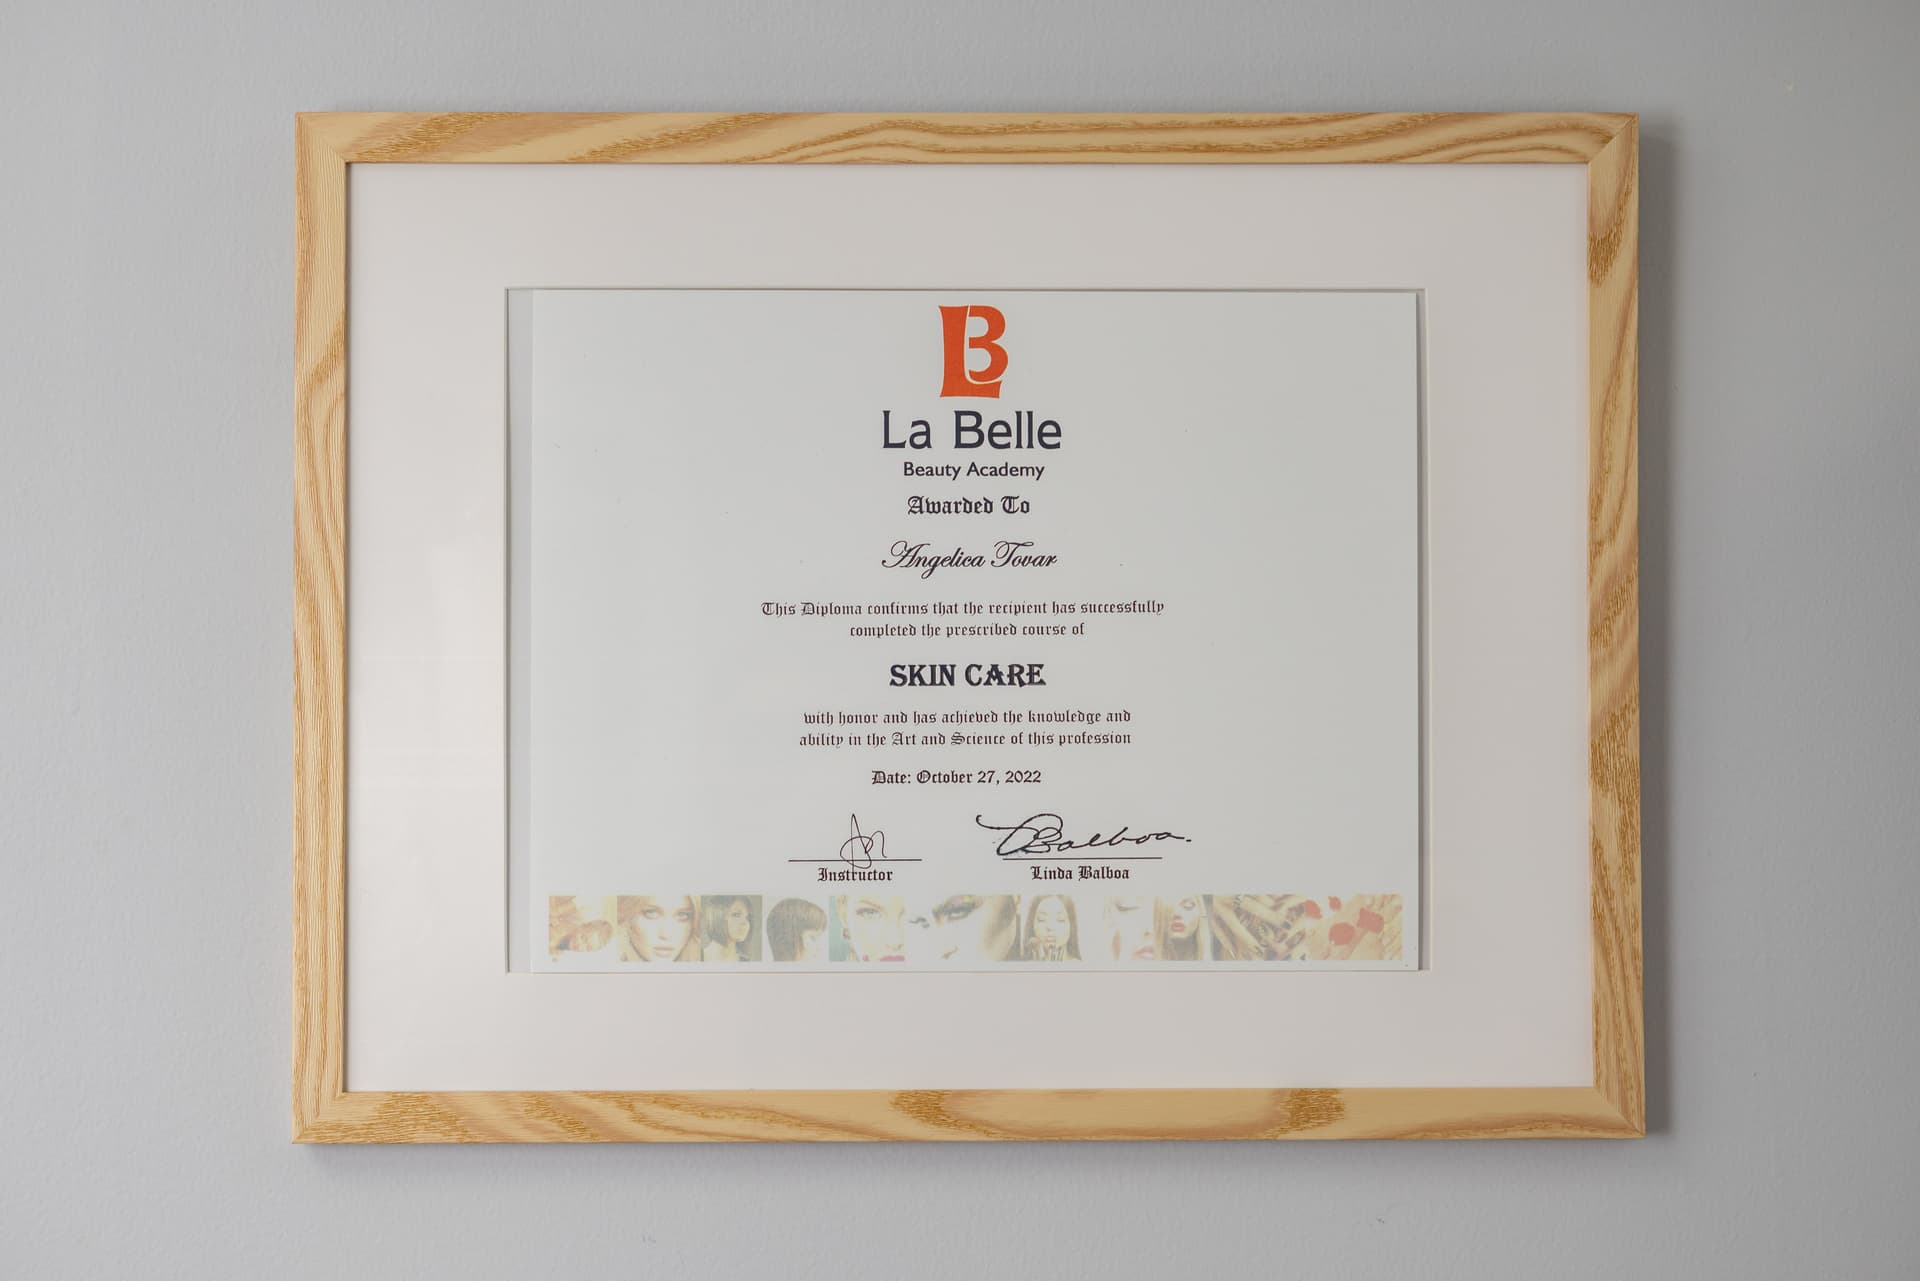 LB
La Belle
Beauty Academy
Awarded To
Angelica Tovar
This Diploma confirms that the recipient has successfully
completed the prescribed course of
SKIN CARE
with honor and has achieved the knowledge and
ability in the Art and Science of this profession
Date: October 27, 2022
LBalboa.
Instructor
Linda Balboa